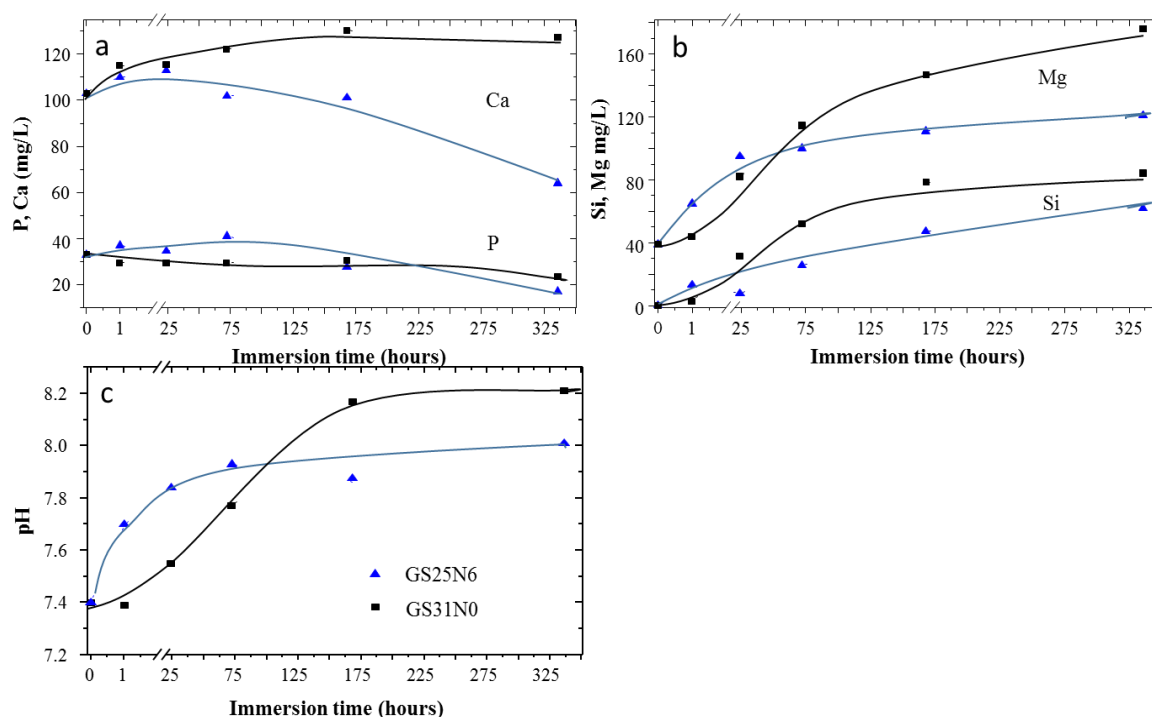 a
120
100
80
60
40
20
P, Ca (mg/L)
Ca
P
0 1 25 75 125 175 225 275 325
Immersion time (hours)
b
160
120
80
40
0
Si, Mg mg/L
Mg
Si
0 1 25 75 125 175 225 275 325
Immersion time (hours)
c
8.2
8.0
7.8
7.6
7.4
7.2
pH
GS25N6
GS31N0
0 1 25 75 125 175 225 275 325
Immersion time (hours)